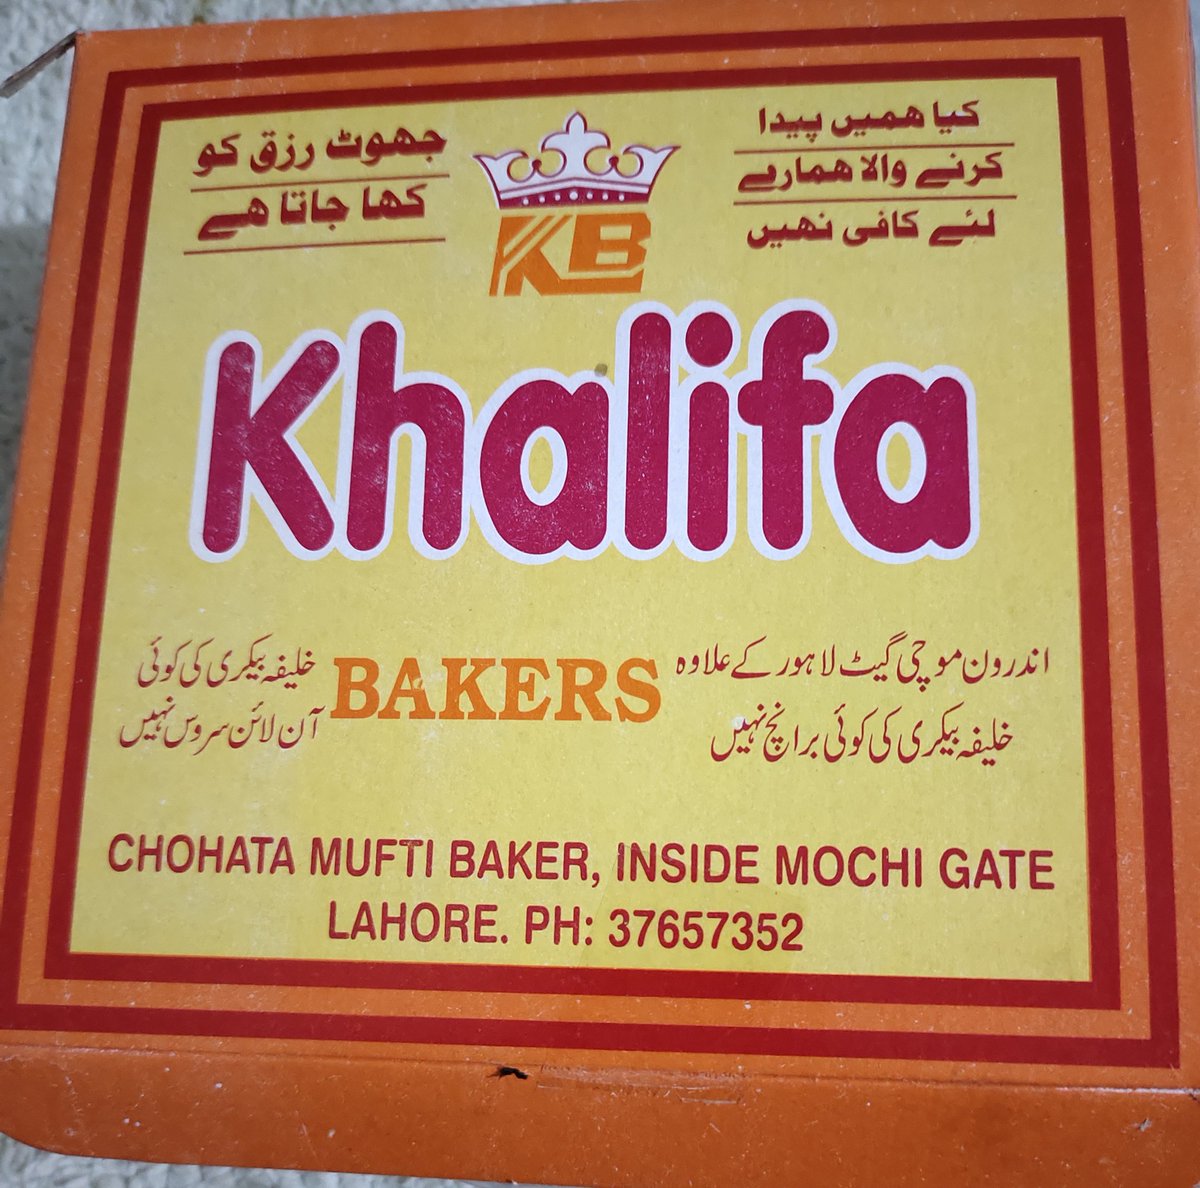 کیا ھمیں پیدا
کرنے والا ھمارے
لئے کافی نھیں
جھوٹ رزق کو
کھا جاتا ھے
KB
Khalifa
BAKERS
اندرون موچی گیٹ لاہور کے علاوہ
خلیفہ بیکری کی کوئی برانچ نہیں
خلیفہ بیکری کی کوئی
آن لائن سروس نہیں
CHOHATA MUFTI BAKER, INSIDE MOCHI GATE
LAHORE. PH: 37657352